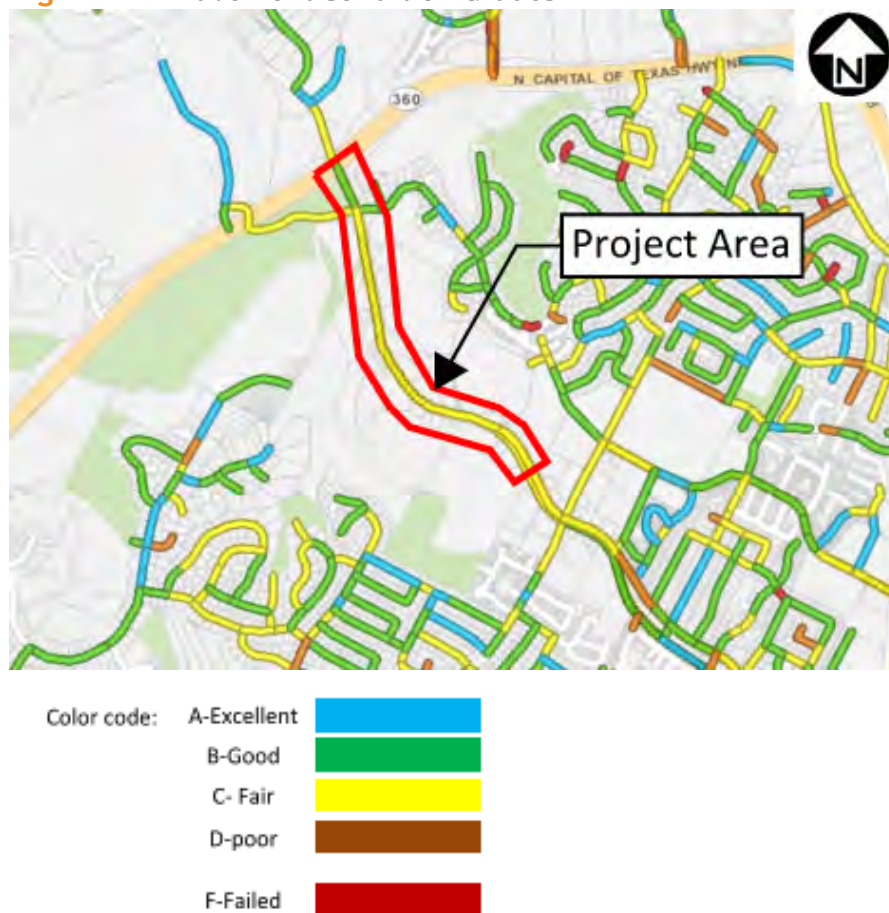 N
N CAPITAL OF TEXAS HWY N
360
Project Area
Color code:
A-Excellent
B-Good
C- Fair
D-poor
F-Failed